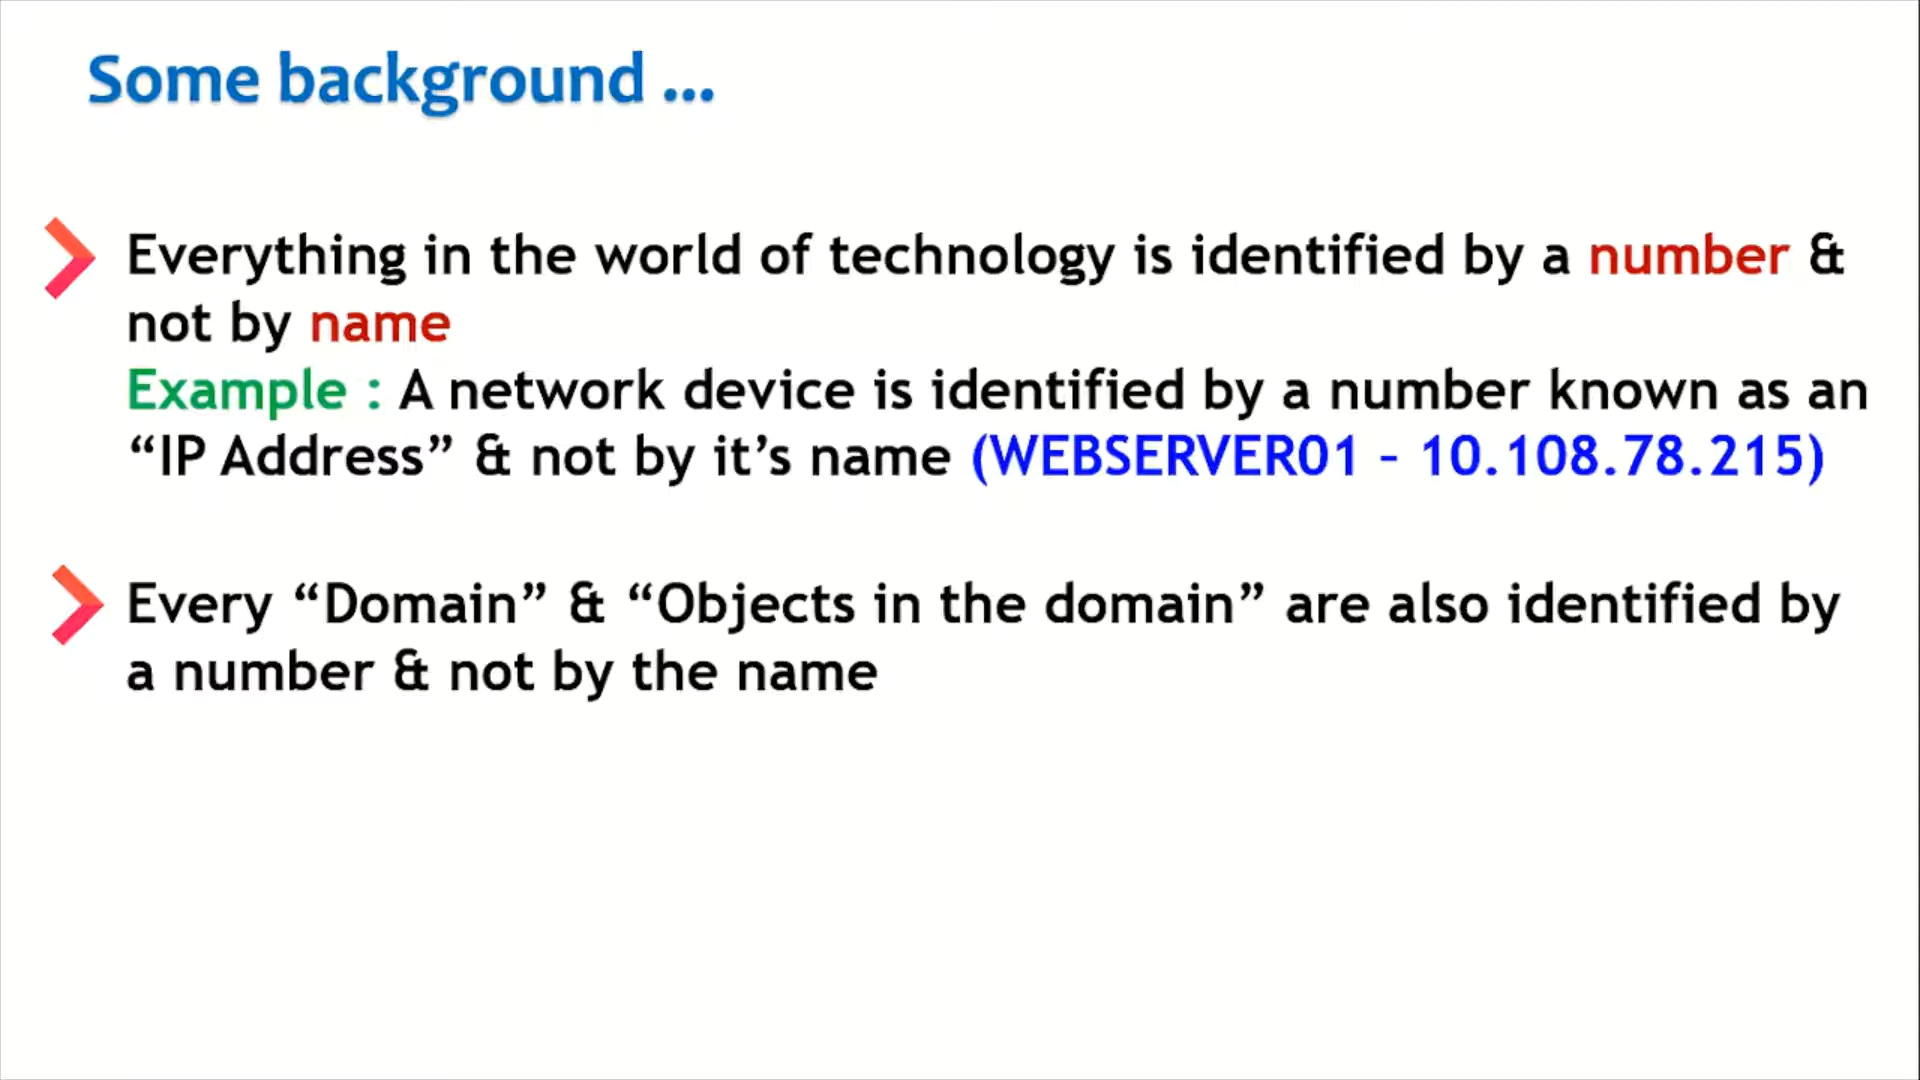 Some background ...
Everything in the world of technology is identified by a number &
not by name
Example : A network device is identified by a number known as an
“IP Address” & not by it’s name (WEBSERVER01 – 10.108.78.215)
Every “Domain” & “Objects in the domain” are also identified by
a number & not by the name